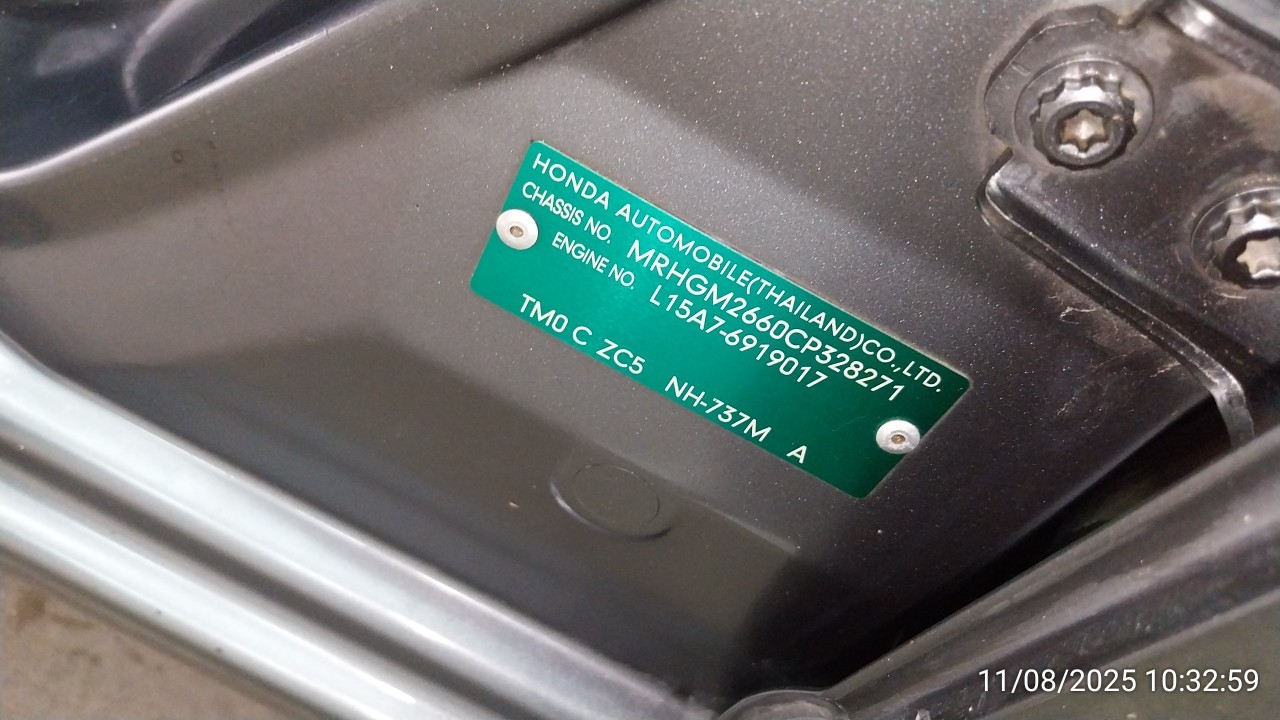 HONDA AUTOMOBILE(THAILAND)CO.,LTD.
CHASSIS NO. MRHGM2660CP328271
ENGINE NO. L15A7-6919017
TM0 C ZC5 NH-737M A
11/08/2025 10:32:59